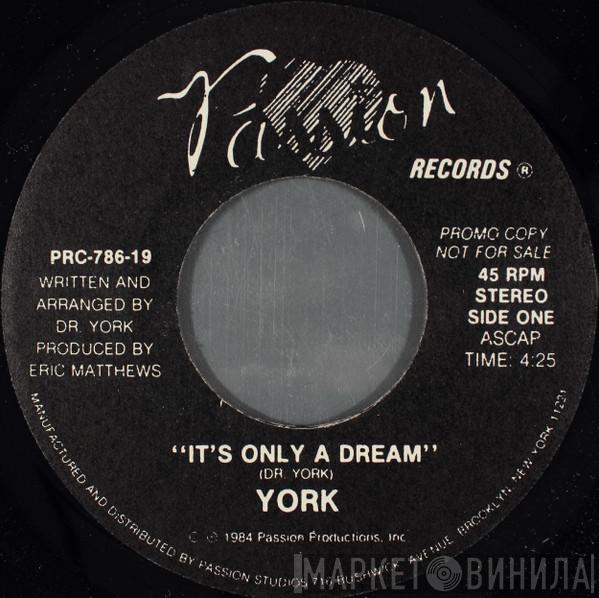 Passion
RECORDS ®
PRC-786-19
WRITTEN AND
ARRANGED BY
DR. YORK
PRODUCED BY
ERIC MATTHEWS
PROMO COPY
NOT FOR SALE
45 RPM
STEREO
SIDE ONE
ASCAP
TIME: 4:25
"IT'S ONLY A DREAM"
(DR. YORK)
YORK
© ℗ 1984 Passion Productions, Inc.
MANUFACTURED AND DISTRIBUTED BY PASSION STUDIOS 716 BUSHWICK AVENUE BROOKLYN, NEW YORK 11221
МАРКЕТ ВИНИЛА